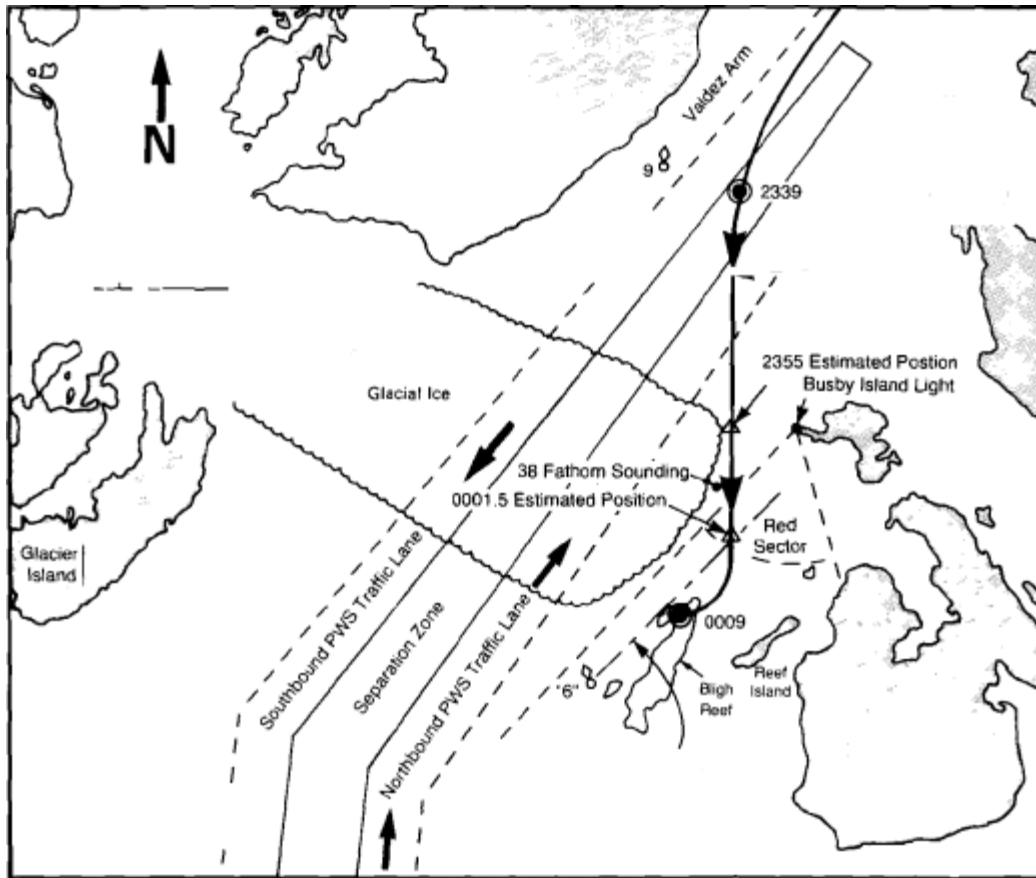 N
Valdez Arm
9
2339
2355 Estimated Postion
Busby Island Light
Glacial Ice
38 Fathom Sounding
0001.5 Estimated Position
Red
Sector
Glacier
Island
Southbound PWS Traffic Lane
Separation Zone
Northbound PWS Traffic Lane
0009
"6"
Bligh
Reef
Reef
Island